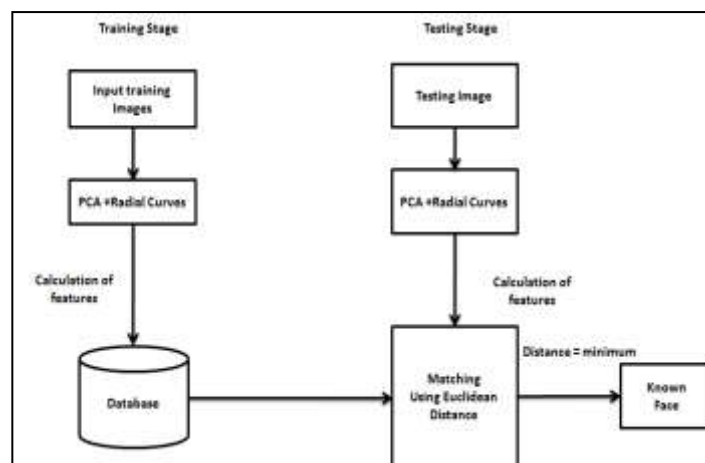 Training Stage
Testing Stage
Input training
Images
Testing Image
PCA +Radial Curves
PCA +Radial Curves
Calculation of
features
Calculation of
features
Database
Matching
Using Euclidean
Distance
Distance = minimum
Known
Face